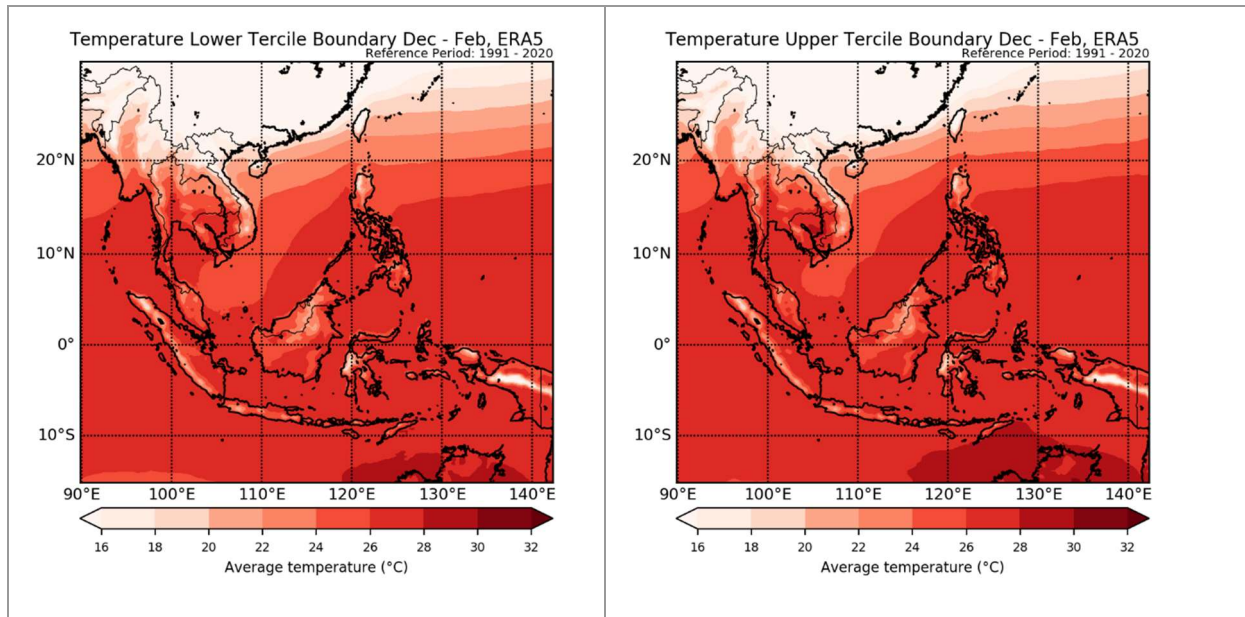 Temperature Lower Tercile Boundary Dec - Feb, ERA5
Reference Period: 1991 - 2020
20°N
10°N
0°
10°S
90°E 100°E 110°E 120°E 130°E 140°E
16 18 20 22 24 26 28 30 32
Average temperature (°C)
Temperature Upper Tercile Boundary Dec - Feb, ERA5
Reference Period: 1991 - 2020
20°N
10°N
0°
10°S
90°E 100°E 110°E 120°E 130°E 140°E
16 18 20 22 24 26 28 30 32
Average temperature (°C)